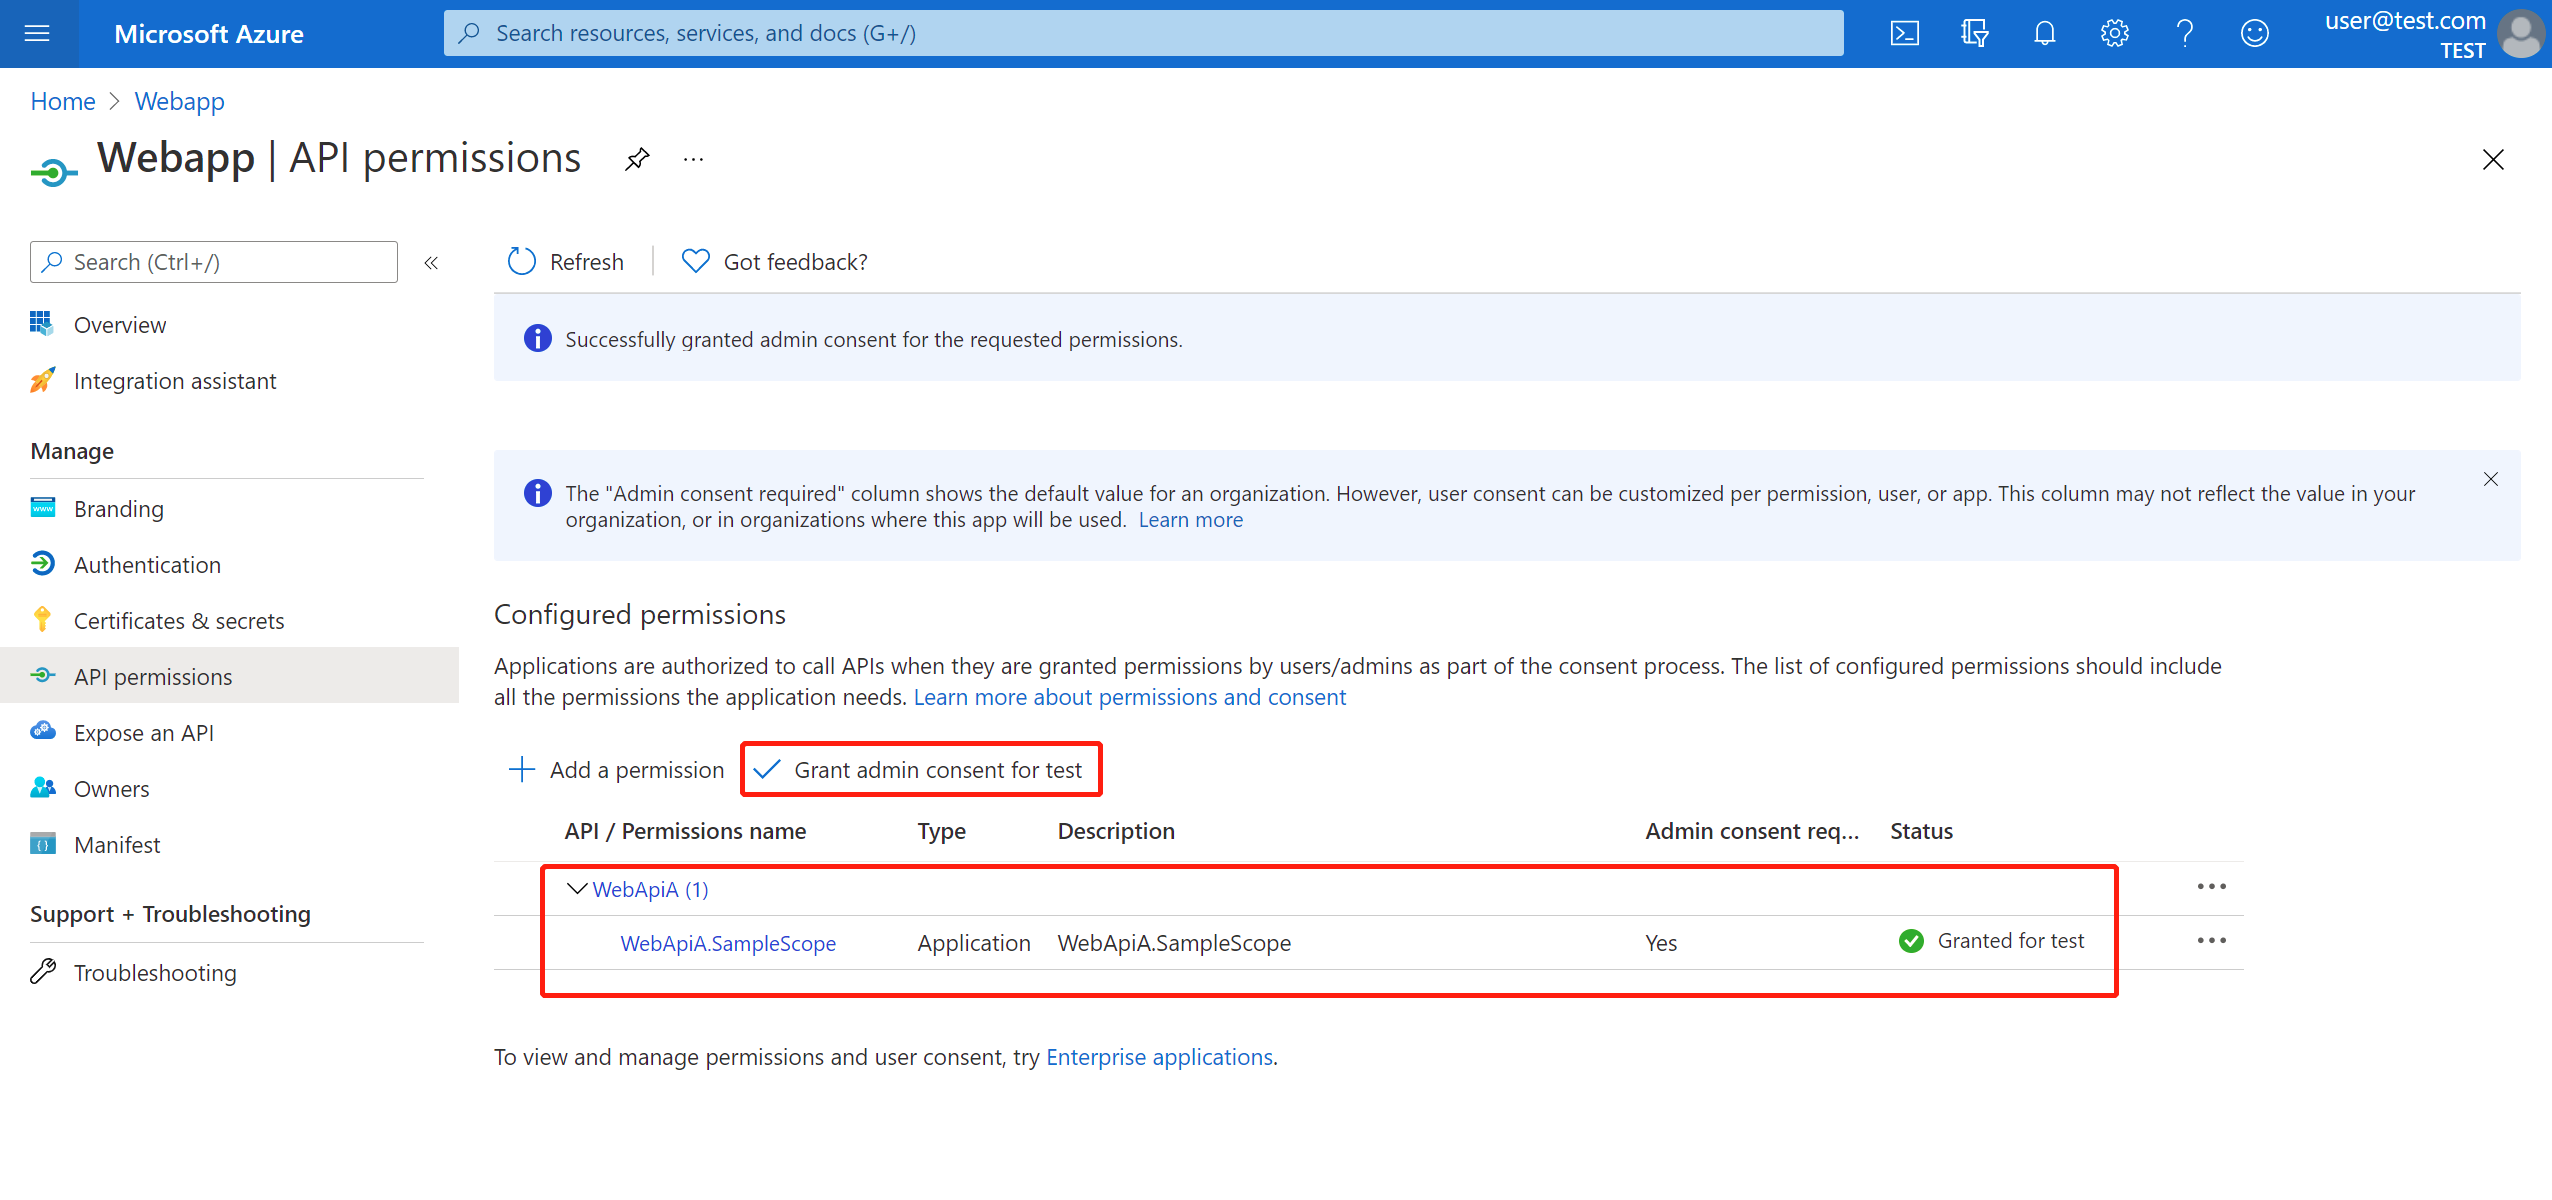 Microsoft Azure
Search resources, services, and docs (G+/)
user@test.com
TEST
Home > Webapp
Webapp | API permissions
Search (Ctrl+/)
Overview
Integration assistant
Manage
Branding
Authentication
Certificates & secrets
API permissions
Expose an API
Owners
Manifest
Support + Troubleshooting
Troubleshooting
Refresh
Got feedback?
Successfully granted admin consent for the requested permissions.
The "Admin consent required" column shows the default value for an organization. However, user consent can be customized per permission, user, or app. This column may not reflect the value in your
organization, or in organizations where this app will be used. Learn more
Configured permissions
Applications are authorized to call APIs when they are granted permissions by users/admins as part of the consent process. The list of configured permissions should include
all the permissions the application needs. Learn more about permissions and consent
Add a permission
Grant admin consent for test
API / Permissions name Type Description Admin consent req... Status
WebApiA (1)
WebApiA.SampleScope Application WebApiA.SampleScope Yes Granted for test
To view and manage permissions and user consent, try Enterprise applications.